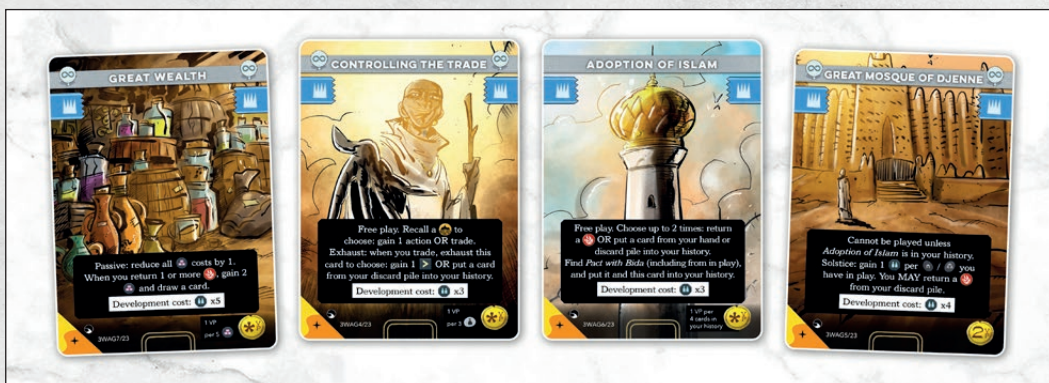 GREAT WEALTH
Passive: reduce all costs by 1.
When you return 1 or more , gain 2
and draw a card.
Development cost: x5
3WAG7/23
1 VP
per 5
*
CONTROLLING THE TRADE
Free play. Recall a to
choose: gain 1 action OR trade.
Exhaust: when you trade, exhaust this
card to choose: gain 1 OR put a card
from your discard pile into your history.
Development cost: x3
3WAG4/23
1 VP
per 3
*
ADOPTION OF ISLAM
Free play. Choose up to 2 times: return
a OR put a card from your hand or
discard pile into your history.
Find Pact with Bida (including from in play),
and put it and this card into your history.
Development cost: x3
3WAG6/23
1 VP per
4 cards in
your history
*
GREAT MOSQUE OF DJENNE
Cannot be played unless
Adoption of Islam is in your history.
Solstice: gain 1 per / you
have in play. You MAY return a
from your discard pile.
Development cost: x4
3WAG5/23
2